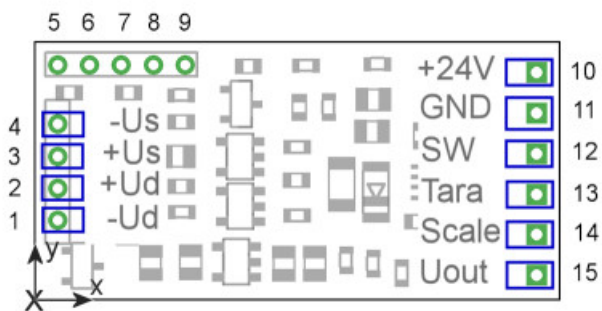 5 6 7 8 9
+24V 10
GND 11
4 -Us
3 +Us SW 12
2 +Ud Tara 13
1 -Ud
Scale 14
y
x
X
Uout 15